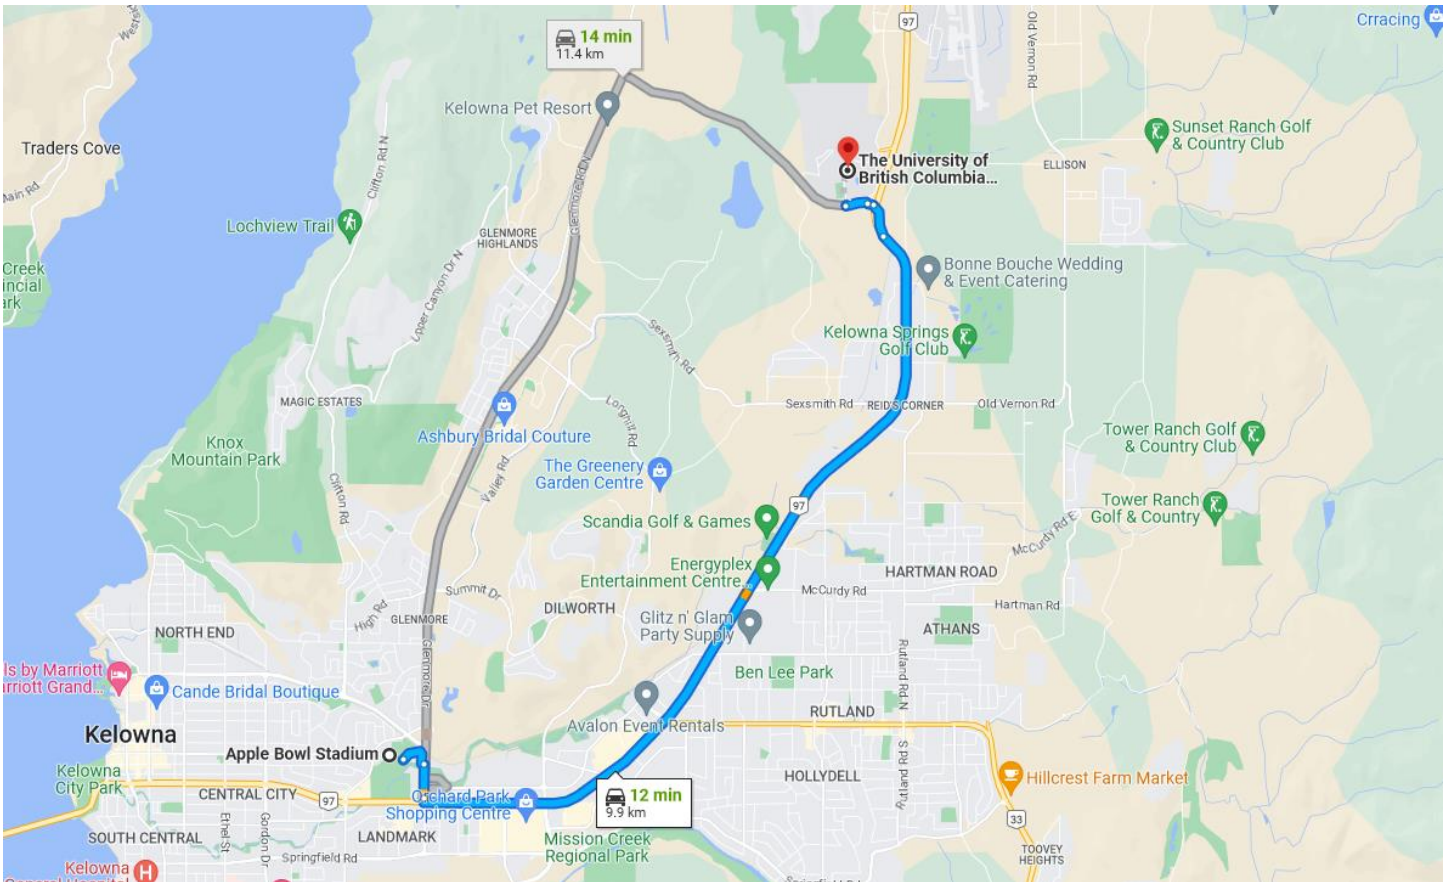 97
Crracing
Old Vernon Rd
14 min
11.4 km
Kelowna Pet Resort
Sunset Ranch Golf
& Country Club
Traders Cove
Clifton Rd N
Glenmore Rd N
The University of
British Columbia...
ELLISON
Main Rd
Lochview Trail
GLENMORE
HIGHLANDS
Creek
incial
ark
Upper Canyon Dr N
Bonne Bouche Wedding
& Event Catering
Sexsmith Rd
Kelowna Springs
Golf Club
MAGIC ESTATES
Longhill Rd
Sexsmith Rd
REID'S CORNER
Old Vernon Rd
Ashbury Bridal Couture
Knox
Mountain Park
Tower Ranch Golf
& Country Club
The Greenery
Garden Centre
Valley Rd
Clifton Rd
97
Tower Ranch
Golf & Country
Scandia Golf & Games
McCurdy Rd E
Energyplex
Entertainment Centre...
HARTMAN ROAD
Summit Dr
McCurdy Rd
High Rd
GLENMORE
DILWORTH
Hartman Rd
NORTH END
Glitz n' Glam
Party Supply
ATHANS
Glenmore Dr
Rutland Rd N
ls by Marriott
arriott Grand...
Ben Lee Park
Cande Bridal Boutique
Avalon Event Rentals
RUTLAND
Kelowna
Apple Bowl Stadium
Rutland Rd S
Kelowna
City Park
HOLLYDELL
Hillcrest Farm Market
CENTRAL CITY
97
Orchard Park
Shopping Centre
12 min
9.9 km
33
SOUTH CENTRAL
Ethel St
Gordon Dr
LANDMARK
Mission Creek
Regional Park
Springfield Rd
TOOVEY
HEIGHTS
Kelowna
H